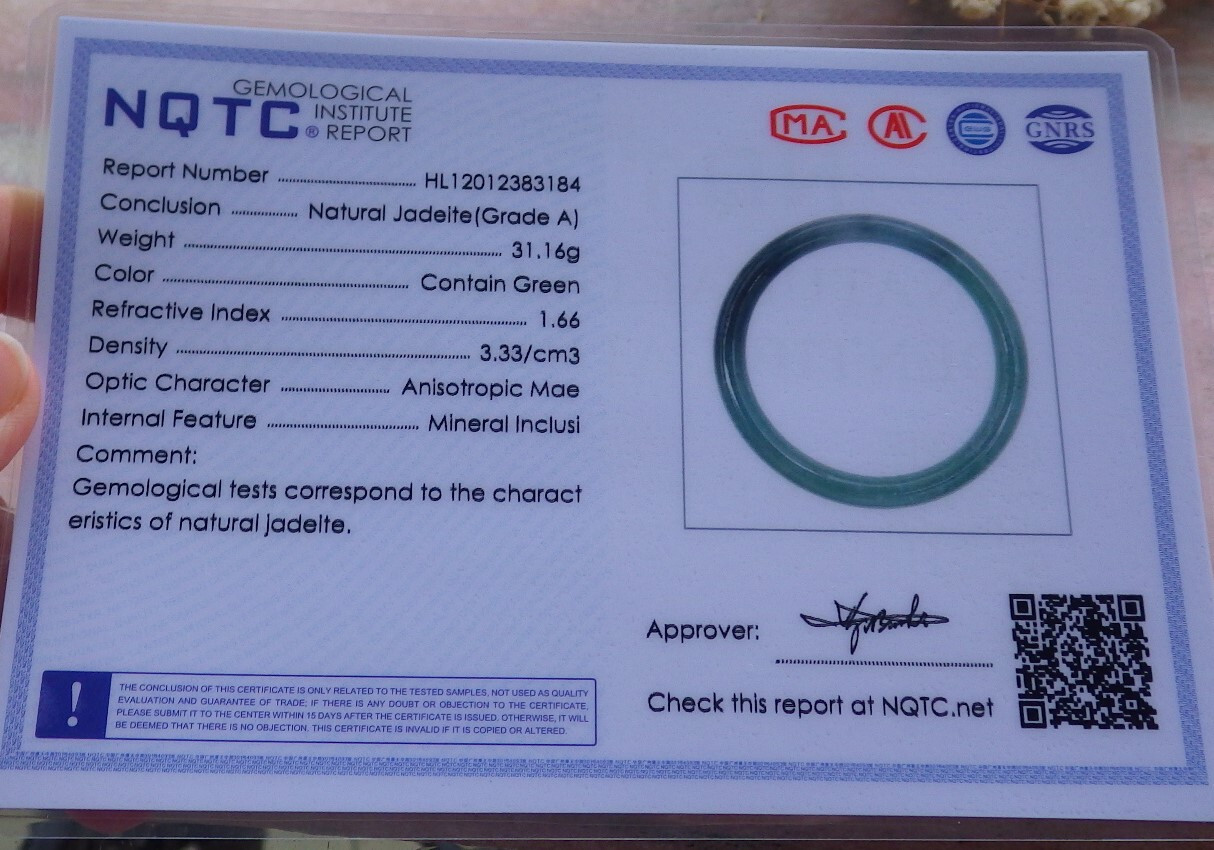 NQTC® GEMOLOGICAL
INSTITUTE
REPORT
MA
GNRS
Report Number HL12012383184
Conclusion Natural Jadeite(Grade A)
Weight 31.16g
Color Contain Green
Refractive Index 1.66
Density 3.33/cm3
Optic Character Anisotropic Mae
Internal Feature Mineral Inclusi
Comment:
Gemological tests correspond to the charact
eristics of natural jadeite.
Approver:
Check this report at NQTC.net
! THE CONCLUSION OF THIS CERTIFICATE IS ONLY RELATED TO THE TESTED SAMPLES, NOT USED AS QUALITY
EVALUATION AND GUARANTEE OF TRADE; IF THERE IS ANY DOUBT OR OBJECTION TO THE CERTIFICATE,
PLEASE SUBMIT IT TO THE CENTER WITHIN 15 DAYS AFTER THE CERTIFICATE IS ISSUED. OTHERWISE, IT WILL
BE DEEMED THAT THERE IS NO OBJECTION. THIS CERTIFICATE IS INVALID IF IT IS COPIED OR ALTERED.